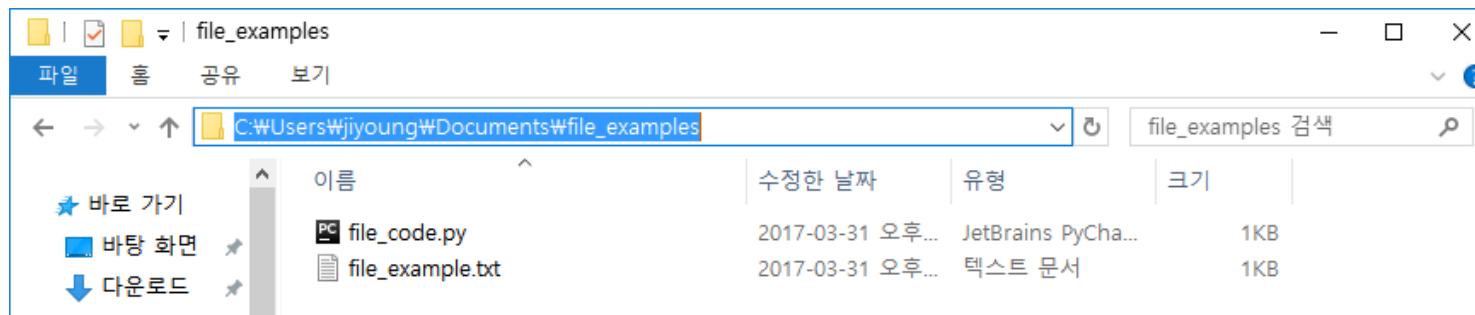 file_examples
파일 홈 공유 보기
C:₩Users₩jiyoung₩Documents₩file_examples file_examples 검색
이름 수정한 날짜 유형 크기
바로 가기
바탕 화면
다운로드
PC file_code.py 2017-03-31 오후... JetBrains PyCha... 1KB
file_example.txt 2017-03-31 오후... 텍스트 문서 1KB